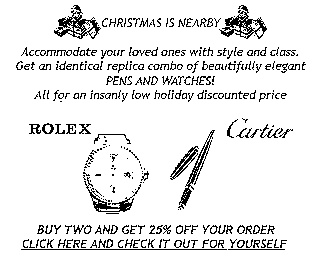 CHRISTMAS IS NEARBY
Accommodate your loved ones with style and class.
Get an identical replica combo of beautifully elegant
PENS AND WATCHES!
All for an insanly low holiday discounted price
ROLEX
Cartier
BUY TWO AND GET 25% OFF YOUR ORDER
CLICK HERE AND CHECK IT OUT FOR YOURSELF